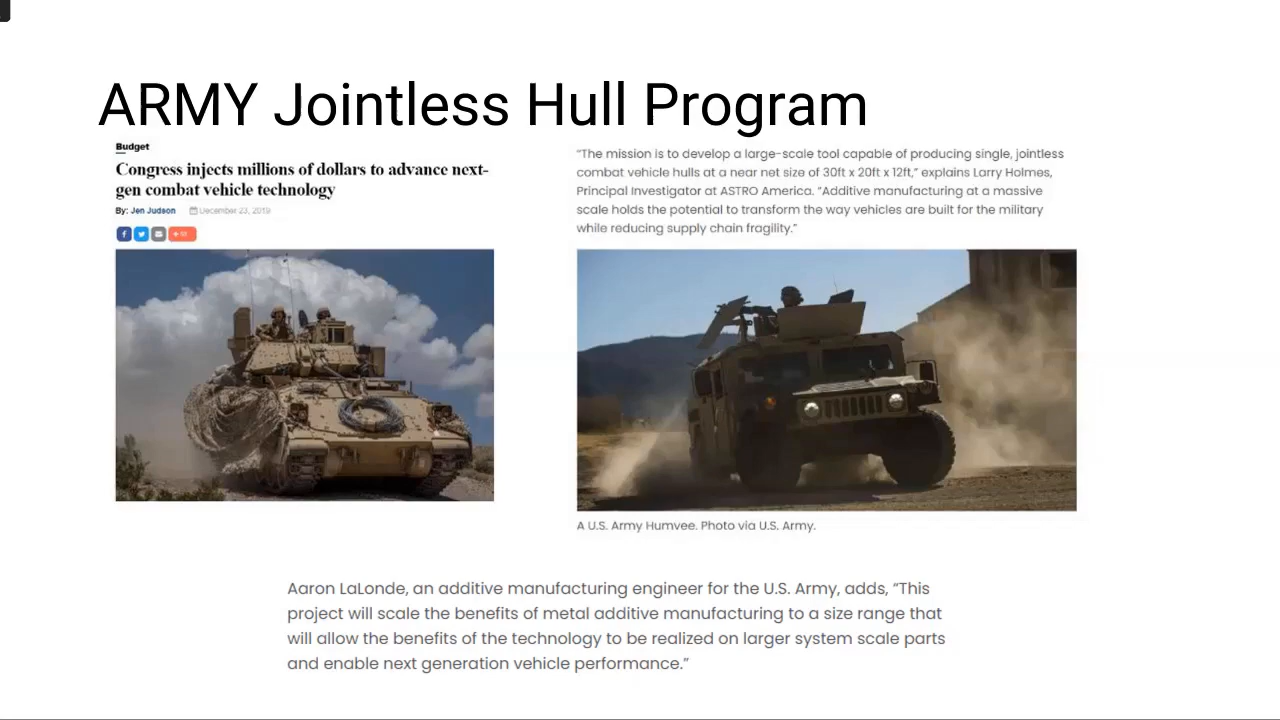 ARMY Jointless Hull Program
Budget
Congress injects millions of dollars to advance next-
gen combat vehicle technology
By: Jen Judson December 23, 2019
“The mission is to develop a large-scale tool capable of producing single, jointless
combat vehicle hulls at a near net size of 30ft x 20ft x 12ft,” explains Larry Holmes,
Principal Investigator at ASTRO America. “Additive manufacturing at a massive
scale holds the potential to transform the way vehicles are built for the military
while reducing supply chain fragility.”
A U.S. Army Humvee. Photo via U.S. Army.
Aaron LaLonde, an additive manufacturing engineer for the U.S. Army, adds, “This
project will scale the benefits of metal additive manufacturing to a size range that
will allow the benefits of the technology to be realized on larger system scale parts
and enable next generation vehicle performance.”